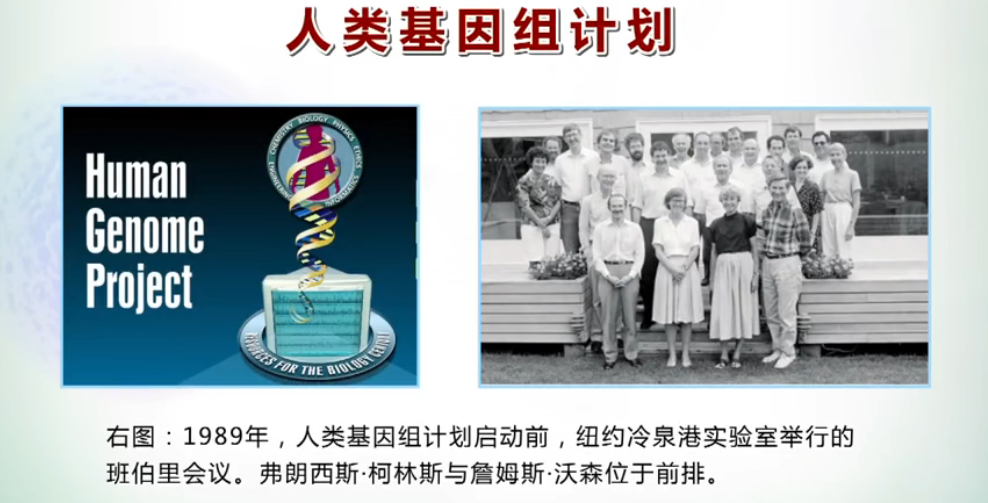 人类基因组计划
Human
Genome
Project
CHEMISTRY BIOLOGY PHYSICS ETHICS
ENGINEERING INFORMATICS
FOR THE BIOLOGY
右图：1989年，人类基因组计划启动前，纽约冷泉港实验室举行的
班伯里会议。弗朗西斯·柯林斯与詹姆斯·沃森位于前排。